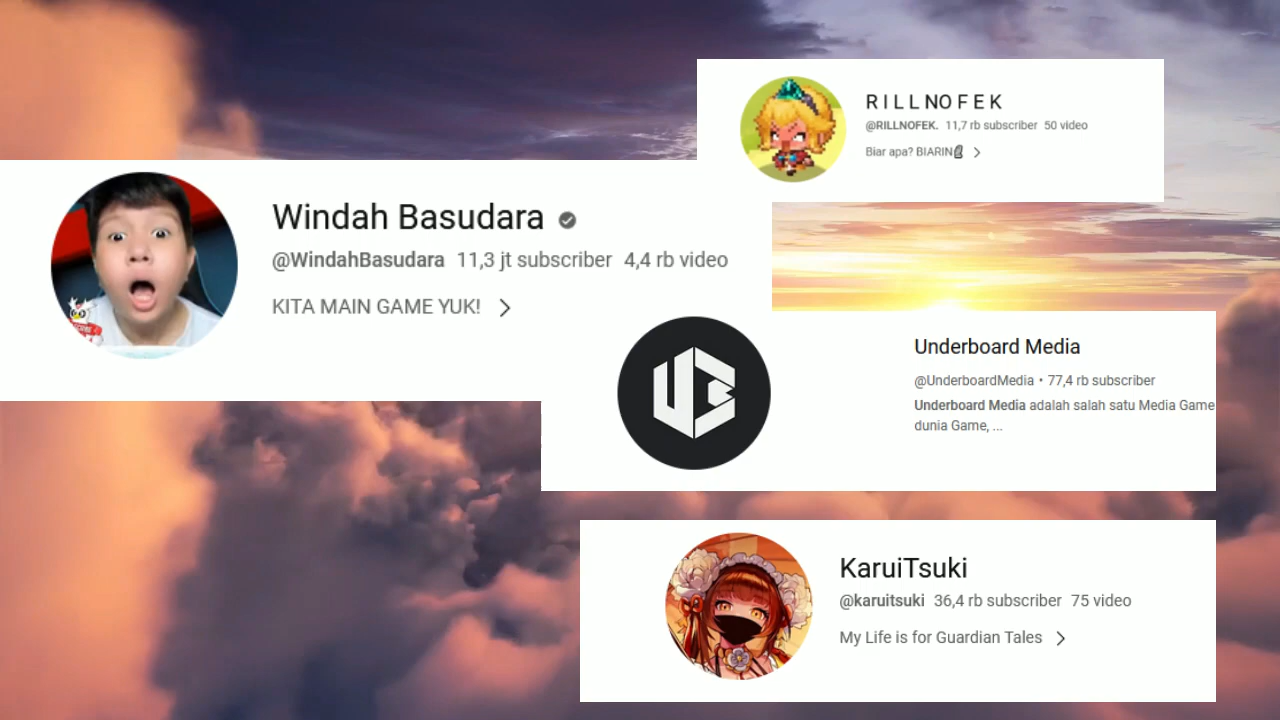 R I L L NO F E K
@RILLNOFEK. 11,7 rb subscriber 50 video
Biar apa? BIARIN
Windah Basudara
@WindahBasudara 11,3 jt subscriber 4,4 rb video
KITA MAIN GAME YUK!
UB
Underboard Media
@UnderboardMedia • 77,4 rb subscriber
Underboard Media adalah salah satu Media Game
dunia Game, ...
KaruiTsuki
@karuitsuki 36,4 rb subscriber 75 video
My Life is for Guardian Tales